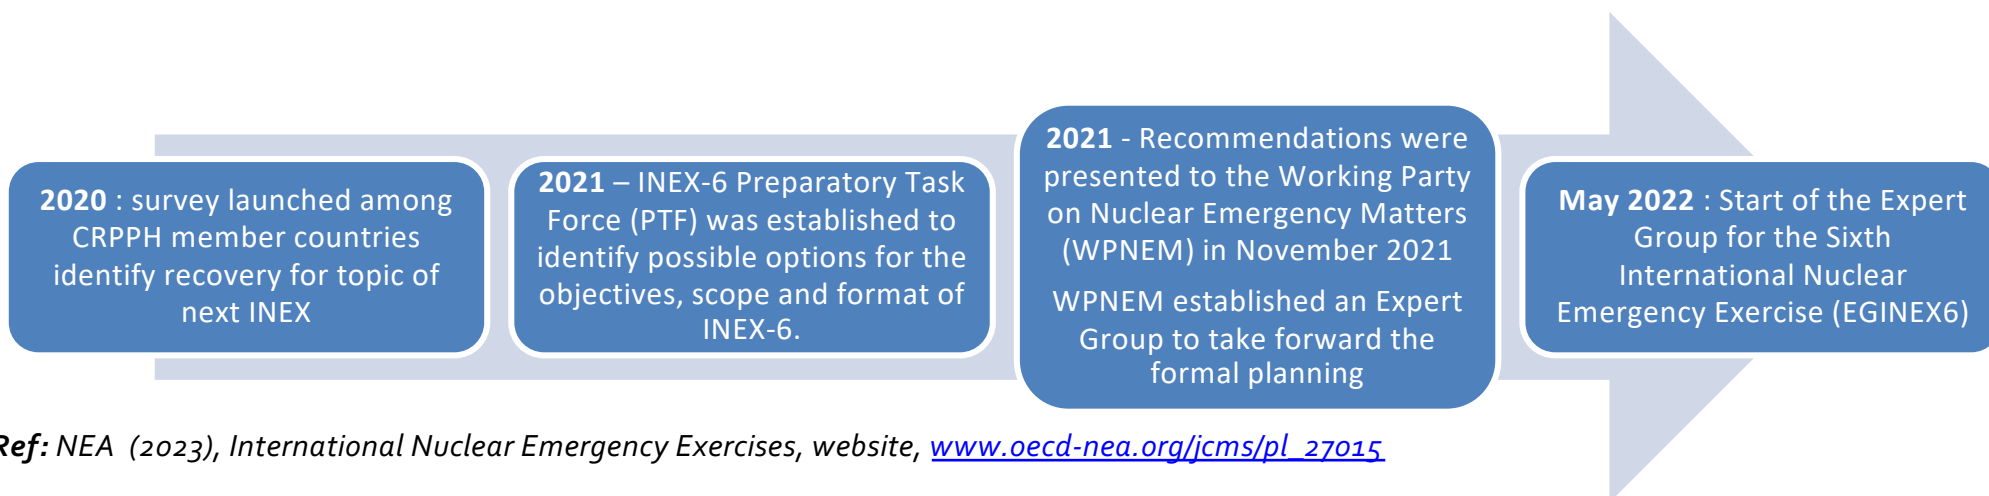 2020 : survey launched among
CRPPH member countries
identify recovery for topic of
next INEX
2021 – INEX-6 Preparatory Task
Force (PTF) was established to
identify possible options for the
objectives, scope and format of
INEX-6.
2021 - Recommendations were
presented to the Working Party
on Nuclear Emergency Matters
(WPNEM) in November 2021
WPNEM established an Expert
Group to take forward the
formal planning
May 2022 : Start of the Expert
Group for the Sixth
International Nuclear
Emergency Exercise (EGINEX6)
Ref: NEA (2023), International Nuclear Emergency Exercises, website, www.oecd-nea.org/jcms/pl_27015